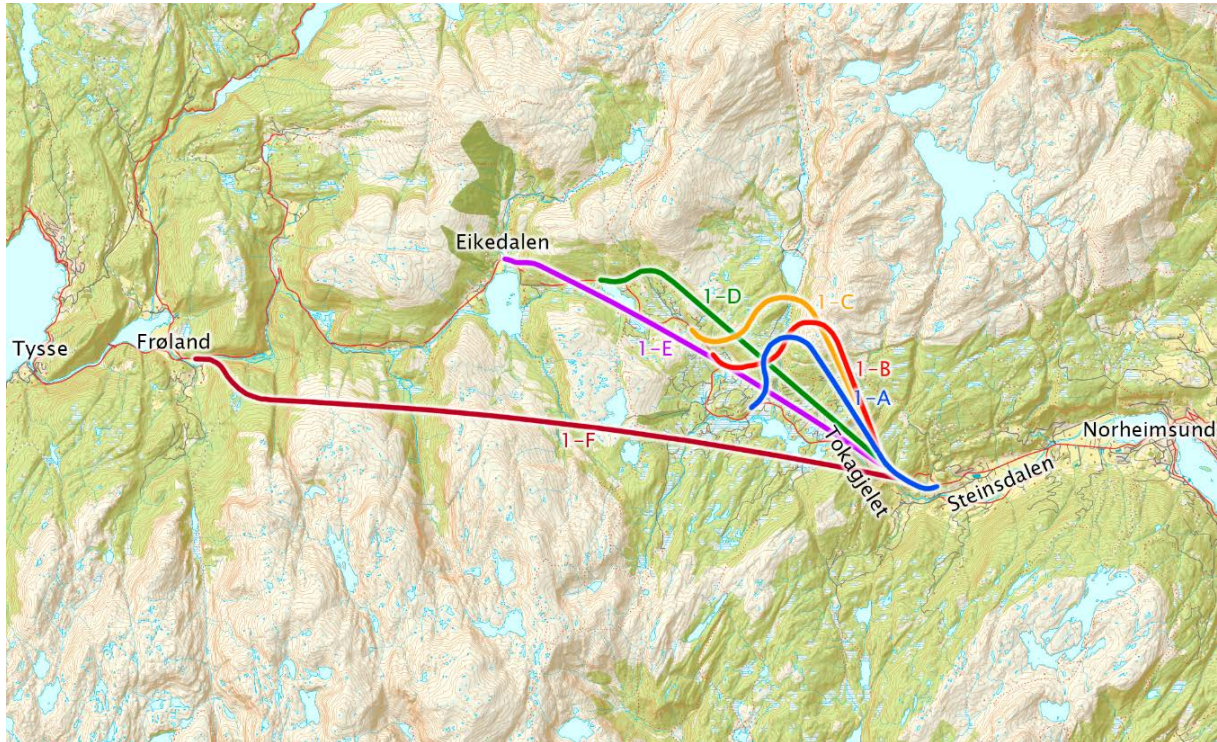 Eikedalen
1–D
1–C
Tysse
Frøland
1–E
1–B
1–A
1–F
Tokagjelet
Norheimsund
Steinsdalen